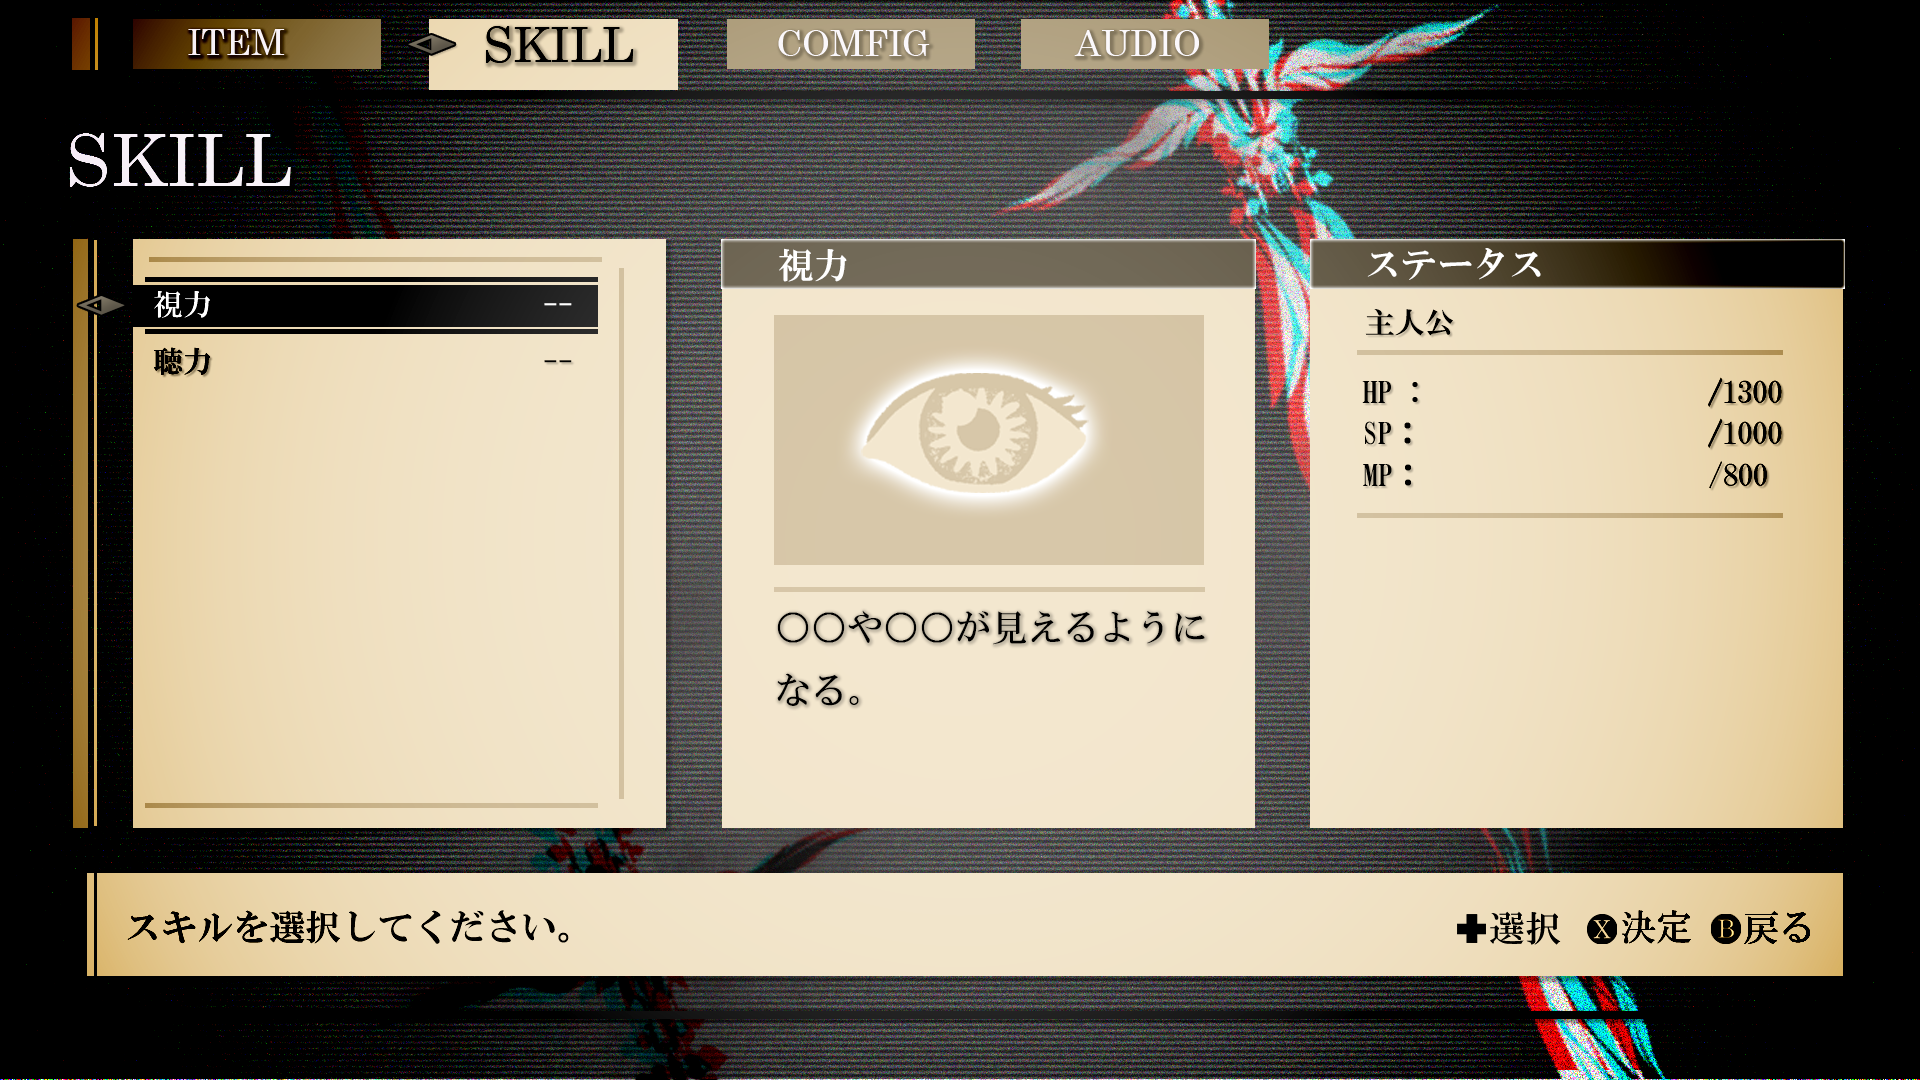 ITEM
SKILL
COMFIG
AUDIO
SKILL
視力 --
聴力 --
視力
〇〇や〇〇が見えるように
なる。
ステータス
主人公
HP : /1300
SP: /1000
MP: /800
スキルを選択してください。
✚選択 Ⓧ決定 Ⓑ戻る